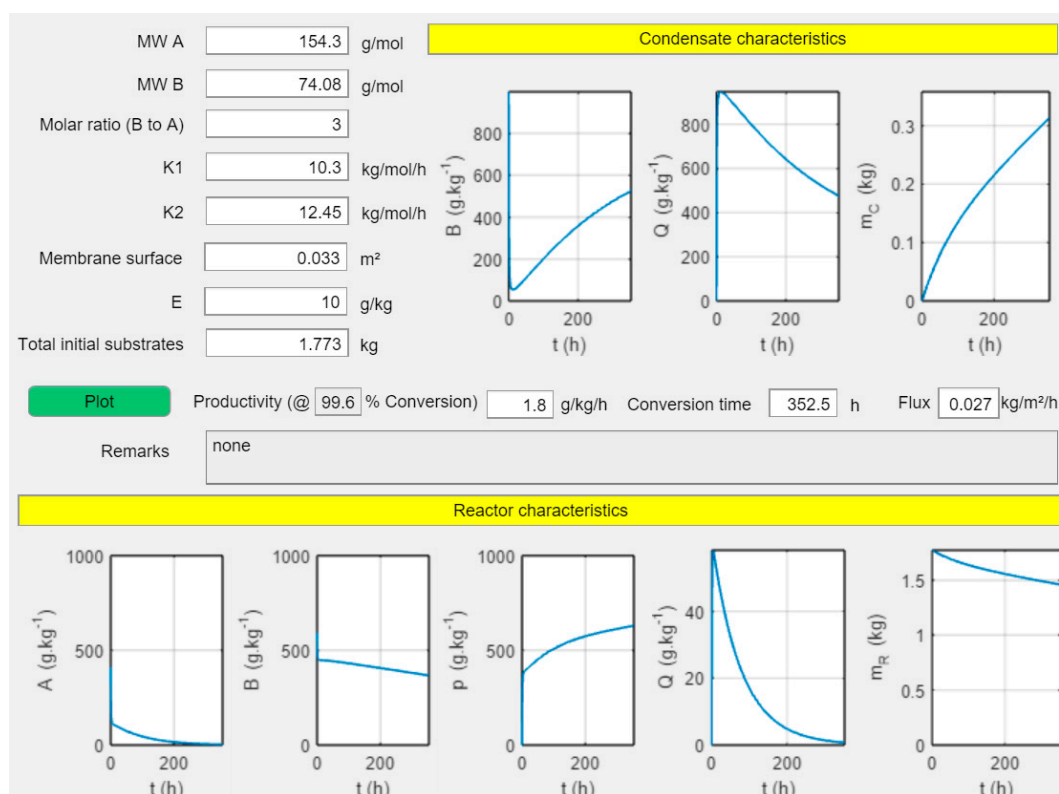 MW A 154.3 g/mol
Condensate characteristics
MW B 74.08 g/mol
Molar ratio (B to A) 3
K1 10.3 kg/mol/h
K2 12.45 kg/mol/h
Membrane surface 0.033 m²
E 10 g/kg
Total initial substrates 1.773 kg
B (g.kg⁻¹)
800
600
400
200
0
0 200
t (h)
Q (g.kg⁻¹)
800
600
400
200
0
0 200
t (h)
m_C (kg)
0.3
0.2
0.1
0
0 200
t (h)
Plot Productivity (@ 99.6 % Conversion) 1.8 g/kg/h Conversion time 352.5 h Flux 0.027 kg/m²/h
Remarks none
Reactor characteristics
A (g.kg⁻¹)
1000
500
0
0 200
t (h)
B (g.kg⁻¹)
1000
500
0
0 200
t (h)
p (g.kg⁻¹)
1000
500
0
0 200
t (h)
Q (g.kg⁻¹)
40
20
0
0 200
t (h)
m_R (kg)
1.5
1
0.5
0
0 200
t (h)